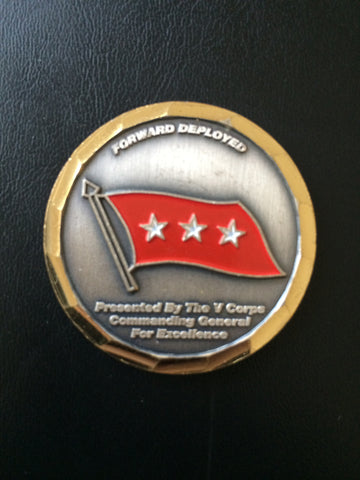 FORWARD DEPLOYED
Presented By The V Corps
Commanding General
For Excellence